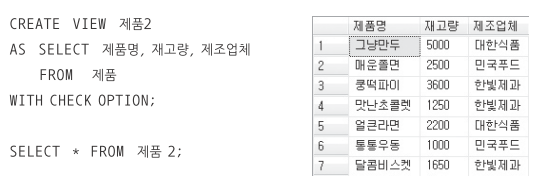 CREATE VIEW 제품2
AS SELECT 제품명, 재고량, 제조업체
FROM 제품
WITH CHECK OPTION;
SELECT * FROM 제품 2;
제품명 재고량 제조업체
1 그냥만두 5000 대한식품
2 매운쫄면 2500 민국푸드
3 쿵떡파이 3600 한빛제과
4 맛난초콜렛 1250 한빛제과
5 얼큰라면 2200 대한식품
6 통통우동 1000 민국푸드
7 달콤비스켓 1650 한빛제과